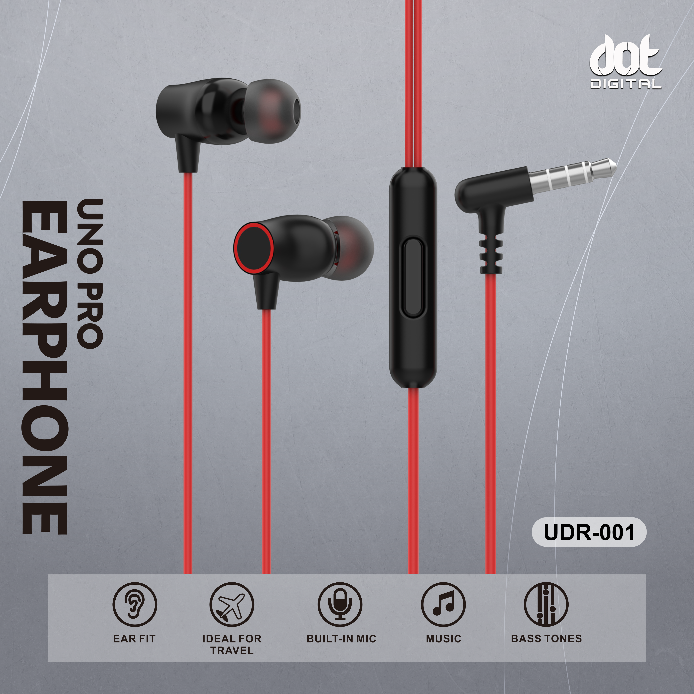 dot
DIGITAL
UNO PRO
EARPHONE
UDR-001
EAR FIT
IDEAL FOR
TRAVEL
BUILT-IN MIC
MUSIC
BASS TONES